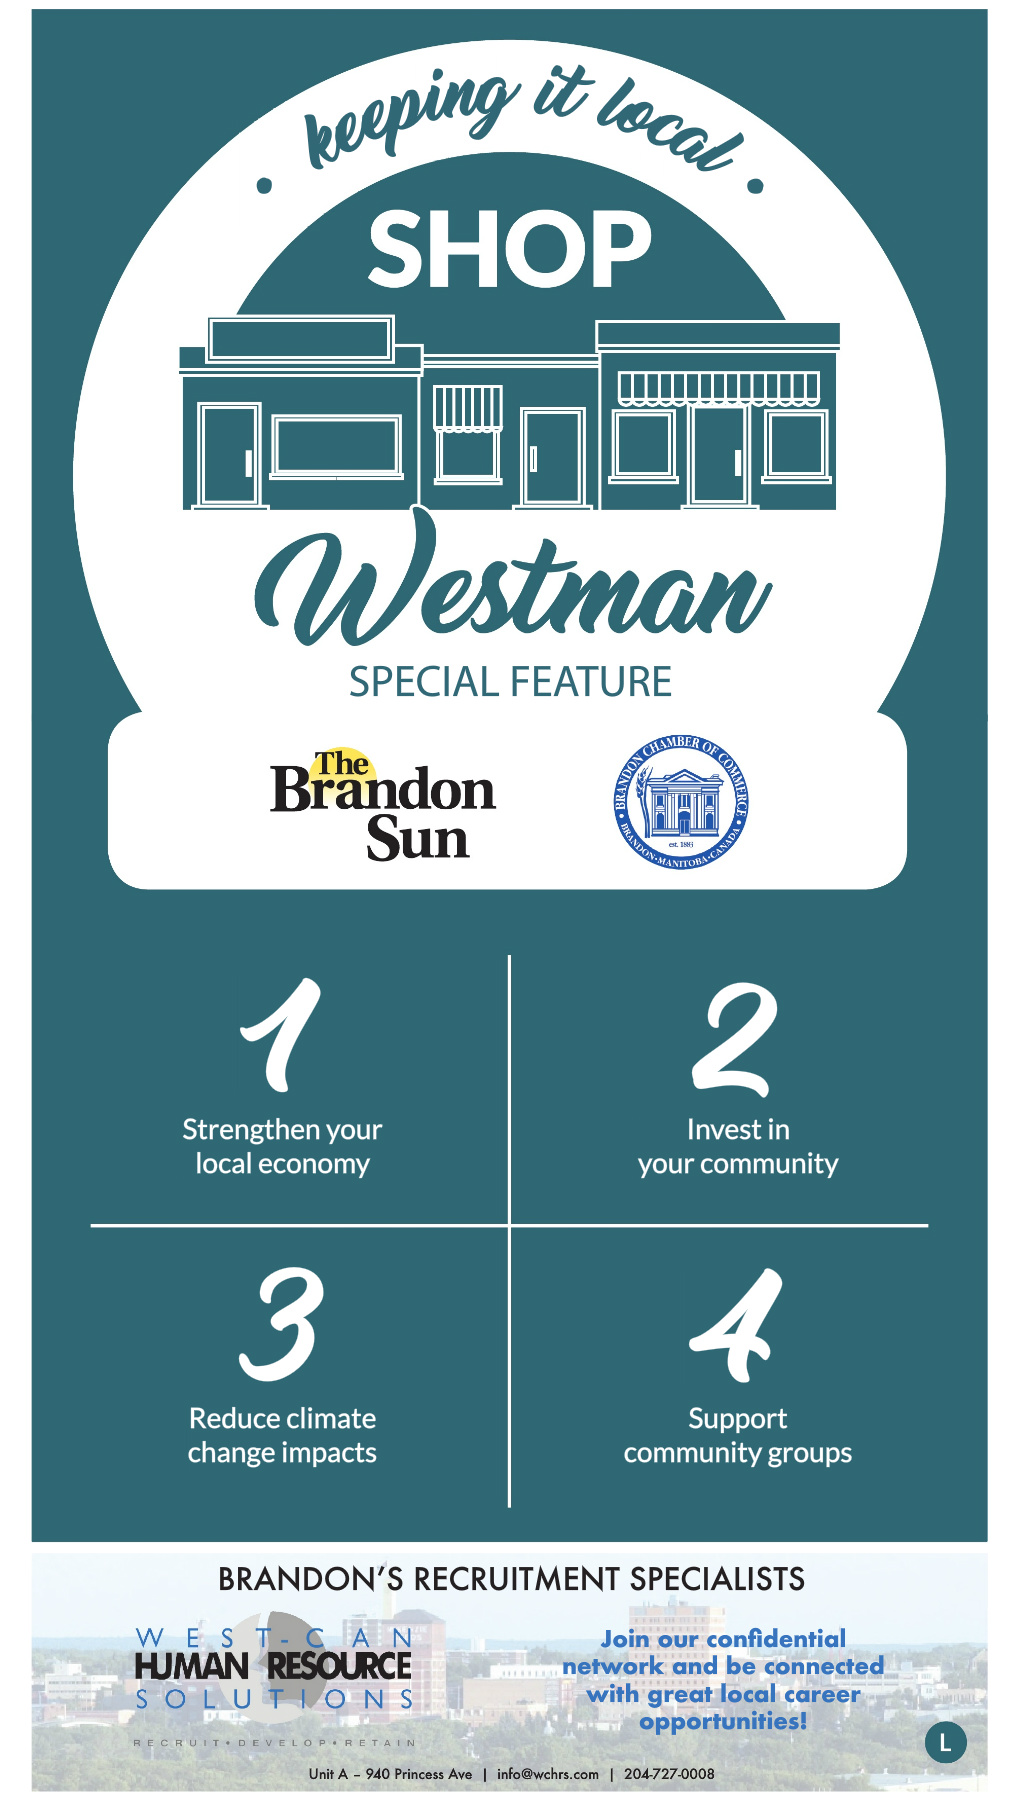 • keeping it local •
SHOP
Westman
SPECIAL FEATURE
The
Brandon
Sun
BRANDON CHAMBER OF COMMERCE
est. 1883
• BRANDON • MANITOBA • CANADA •
1
Strengthen your
local economy
2
Invest in
your community
3
Reduce climate
change impacts
4
Support
community groups
BRANDON'S RECRUITMENT SPECIALISTS
WEST-CAN
HUMAN RESOURCE
SOLUTIONS
RECRUIT • DEVELOP • RETAIN
Join our confidential
network and be connected
with great local career
opportunities!
L
Unit A – 940 Princess Ave | info@wchrs.com | 204-727-0008